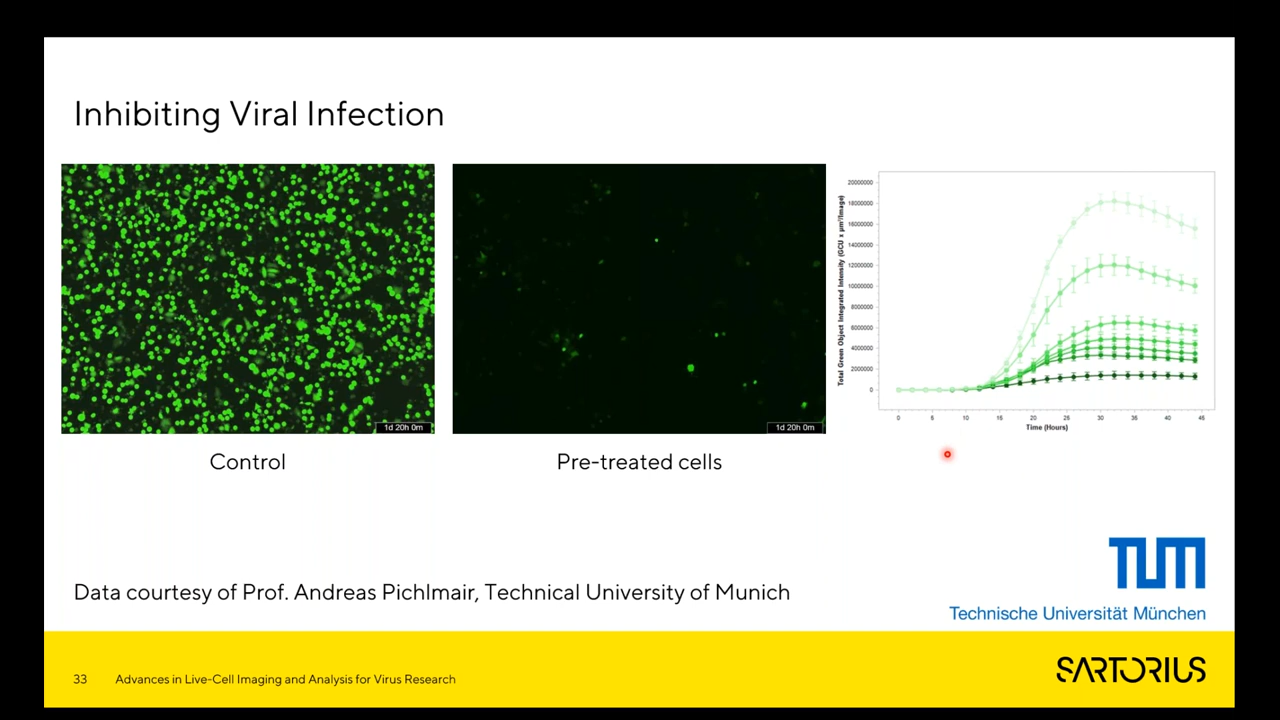 Inhibiting Viral Infection
1d 20h 0m
Control
1d 20h 0m
Pre-treated cells
Total Green Object Integrated Intensity (GCU x µm²/Image)
20000000
18000000
16000000
14000000
12000000
10000000
8000000
6000000
4000000
2000000
0
0 5 10 15 20 25 30 35 40 45
Time (Hours)
Data courtesy of Prof. Andreas Pichlmair, Technical University of Munich
TUM
Technische Universität München
33 Advances in Live-Cell Imaging and Analysis for Virus Research
SARTORIUS